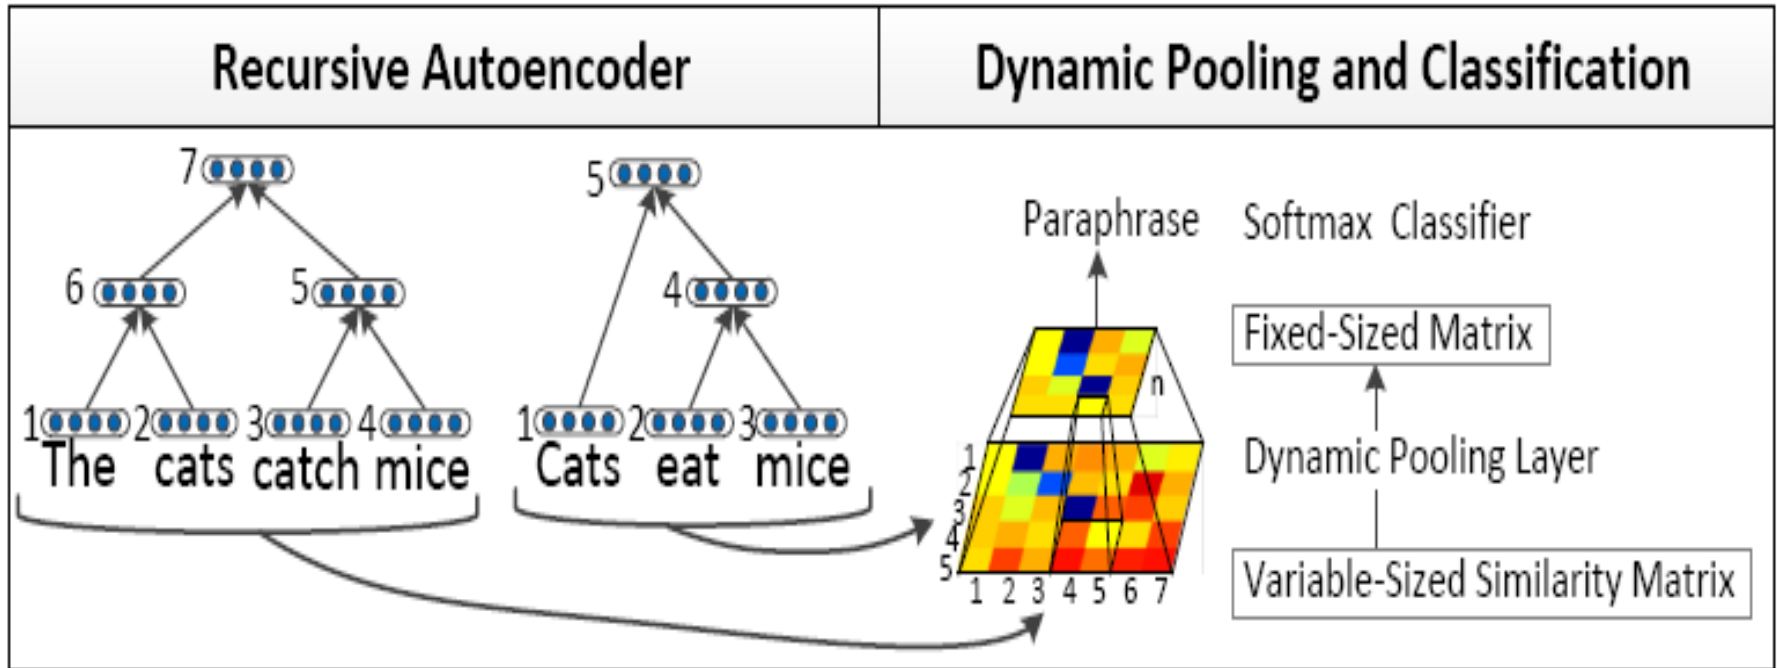 Recursive Autoencoder
Dynamic Pooling and Classification
7
6
5
1
2
3
4
The cats catch mice
5
4
1
2
3
Cats eat mice
Paraphrase
n
1
2
3
4
5
1 2 3 4 5 6 7
Softmax Classifier
Fixed-Sized Matrix
Dynamic Pooling Layer
Variable-Sized Similarity Matrix